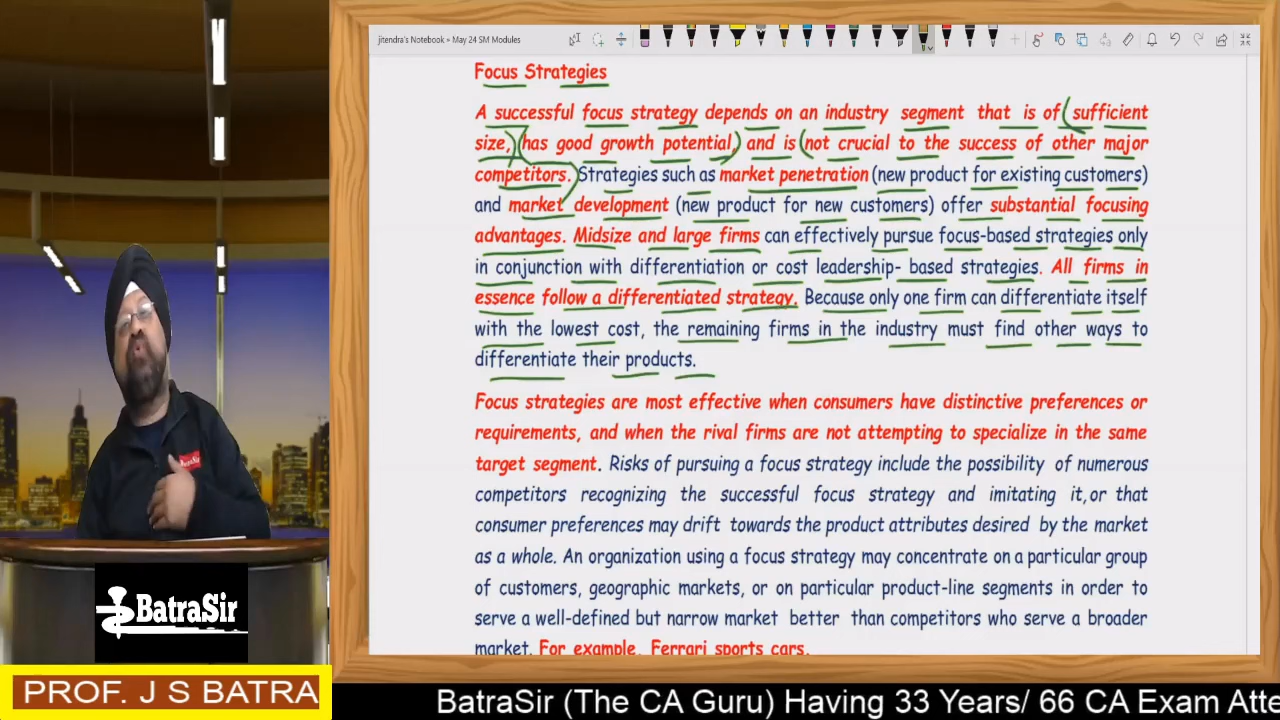 jitendra's Notebook » May 24 SM Modules
Focus Strategies
A successful focus strategy depends on an industry segment that is of sufficient
size, has good growth potential, and is not crucial to the success of other major
competitors. Strategies such as market penetration (new product for existing customers)
and market development (new product for new customers) offer substantial focusing
advantages. Midsize and large firms can effectively pursue focus-based strategies only
in conjunction with differentiation or cost leadership- based strategies. All firms in
essence follow a differentiated strategy. Because only one firm can differentiate itself
with the lowest cost, the remaining firms in the industry must find other ways to
differentiate their products.
Focus strategies are most effective when consumers have distinctive preferences or
requirements, and when the rival firms are not attempting to specialize in the same
target segment. Risks of pursuing a focus strategy include the possibility of numerous
competitors recognizing the successful focus strategy and imitating it, or that
consumer preferences may drift towards the product attributes desired by the market
as a whole. An organization using a focus strategy may concentrate on a particular group
of customers, geographic markets, or on particular product-line segments in order to
serve a well-defined but narrow market better than competitors who serve a broader
market. For example, Ferrari sports cars.
BatraSir
PROF. J S BATRA
BatraSir (The CA Guru) Having 33 Years/ 66 CA Exam Atte